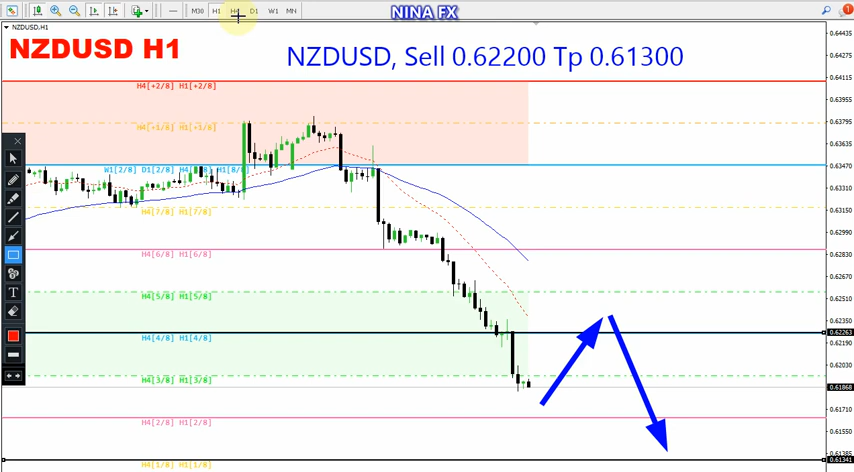 M30 H1 H4 D1 W1 MN
NINA FX
NZDUSD,H1
NZDUSD H1
NZDUSD, Sell 0.62200 Tp 0.61300
0.64435
0.64275
0.64115
H4[+2/8] H1[+2/8]
0.63955
H4[+1/8] H1[+1/8]
0.63795
0.63635
0.63470
W1[2/8] D1[2/8]
0.63310
H4[7/8] H1[7/8]
0.63150
0.62990
H4[6/8] H1[6/8]
0.62830
0.62670
H4[5/8] H1[5/8]
0.62510
0.62350
0.62263
H4[4/8] H1[4/8]
0.62190
0.62030
H4[3/8] H1[3/8]
0.61868
0.61710
H4[2/8] H1[2/8]
0.61550
0.61385
0.61341
H4[1/8] H1[1/8]
T